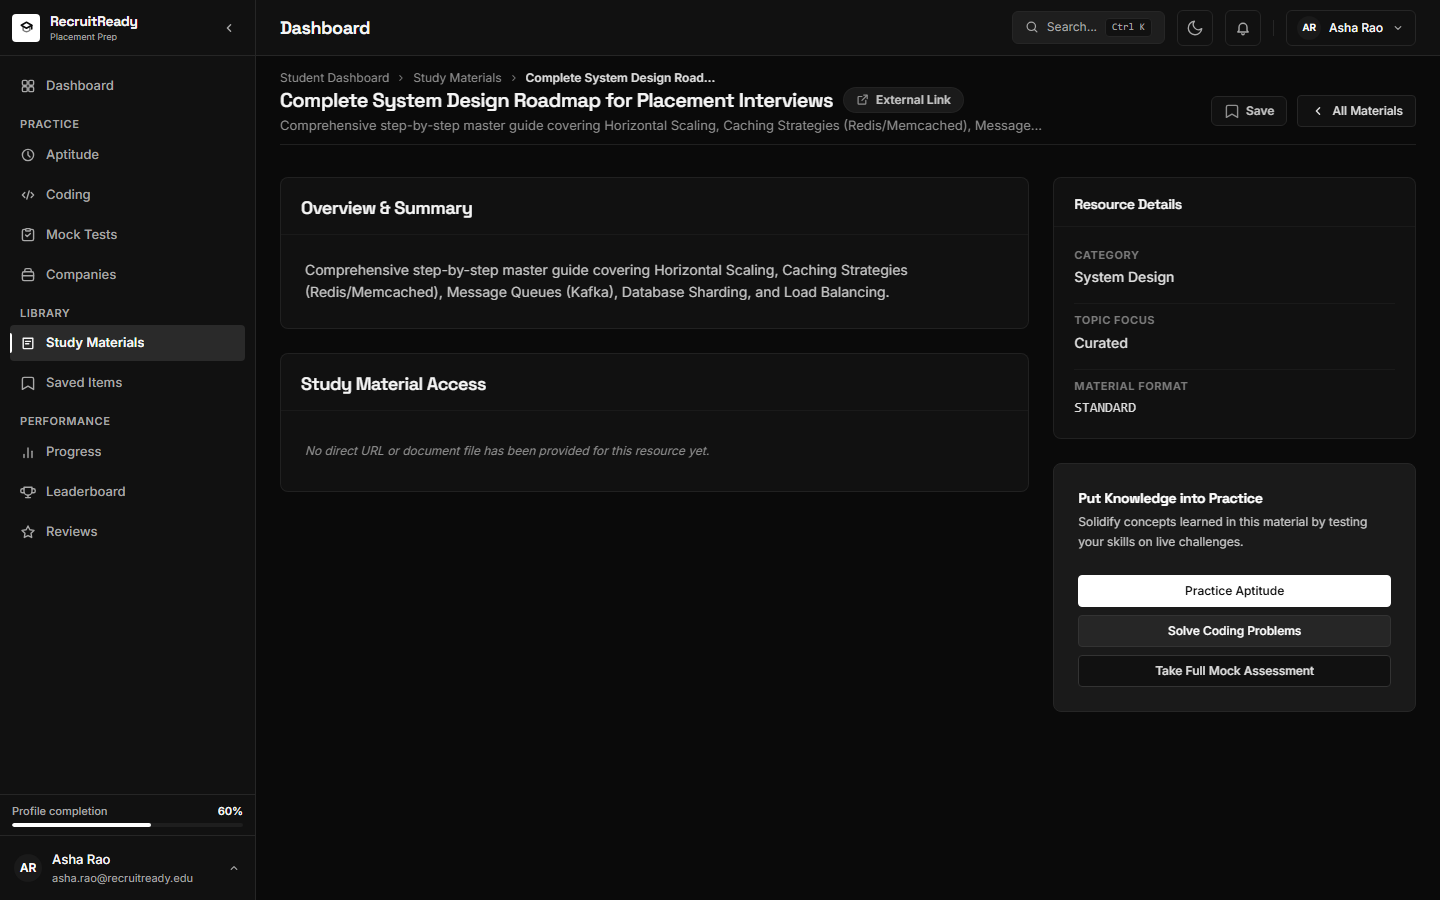 RecruitReady
Placement Prep
Dashboard
PRACTICE
Aptitude
Coding
Mock Tests
Companies
LIBRARY
Study Materials
Saved Items
PERFORMANCE
Progress
Leaderboard
Reviews
Profile completion 60%
AR
Asha Rao
asha.rao@recruitready.edu
Dashboard
Search... Ctrl K
AR Asha Rao
Student Dashboard > Study Materials > Complete System Design Road...
Complete System Design Roadmap for Placement Interviews
External Link
Comprehensive step-by-step master guide covering Horizontal Scaling, Caching Strategies (Redis/Memcached), Message...
Save
All Materials
Overview & Summary
Comprehensive step-by-step master guide covering Horizontal Scaling, Caching Strategies
(Redis/Memcached), Message Queues (Kafka), Database Sharding, and Load Balancing.
Study Material Access
No direct URL or document file has been provided for this resource yet.
Resource Details
CATEGORY
System Design
TOPIC FOCUS
Curated
MATERIAL FORMAT
STANDARD
Put Knowledge into Practice
Solidify concepts learned in this material by testing
your skills on live challenges.
Practice Aptitude
Solve Coding Problems
Take Full Mock Assessment